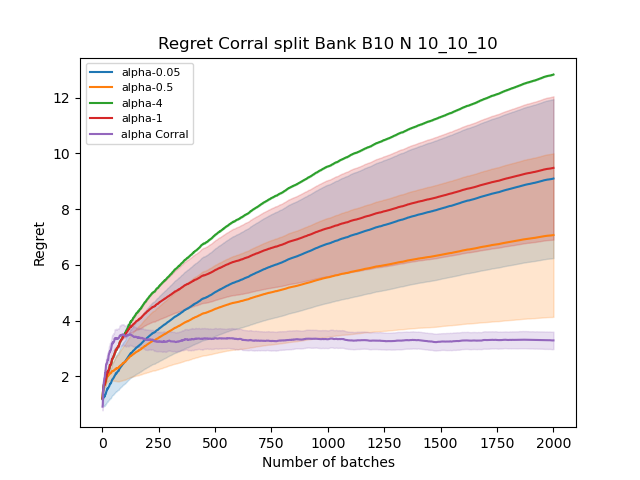 Regret Corral split Bank B10 N 10_10_10
alpha-0.05
alpha-0.5
alpha-4
alpha-1
alpha Corral
12
10
8
6
4
2
Regret
0 250 500 750 1000 1250 1500 1750 2000
Number of batches